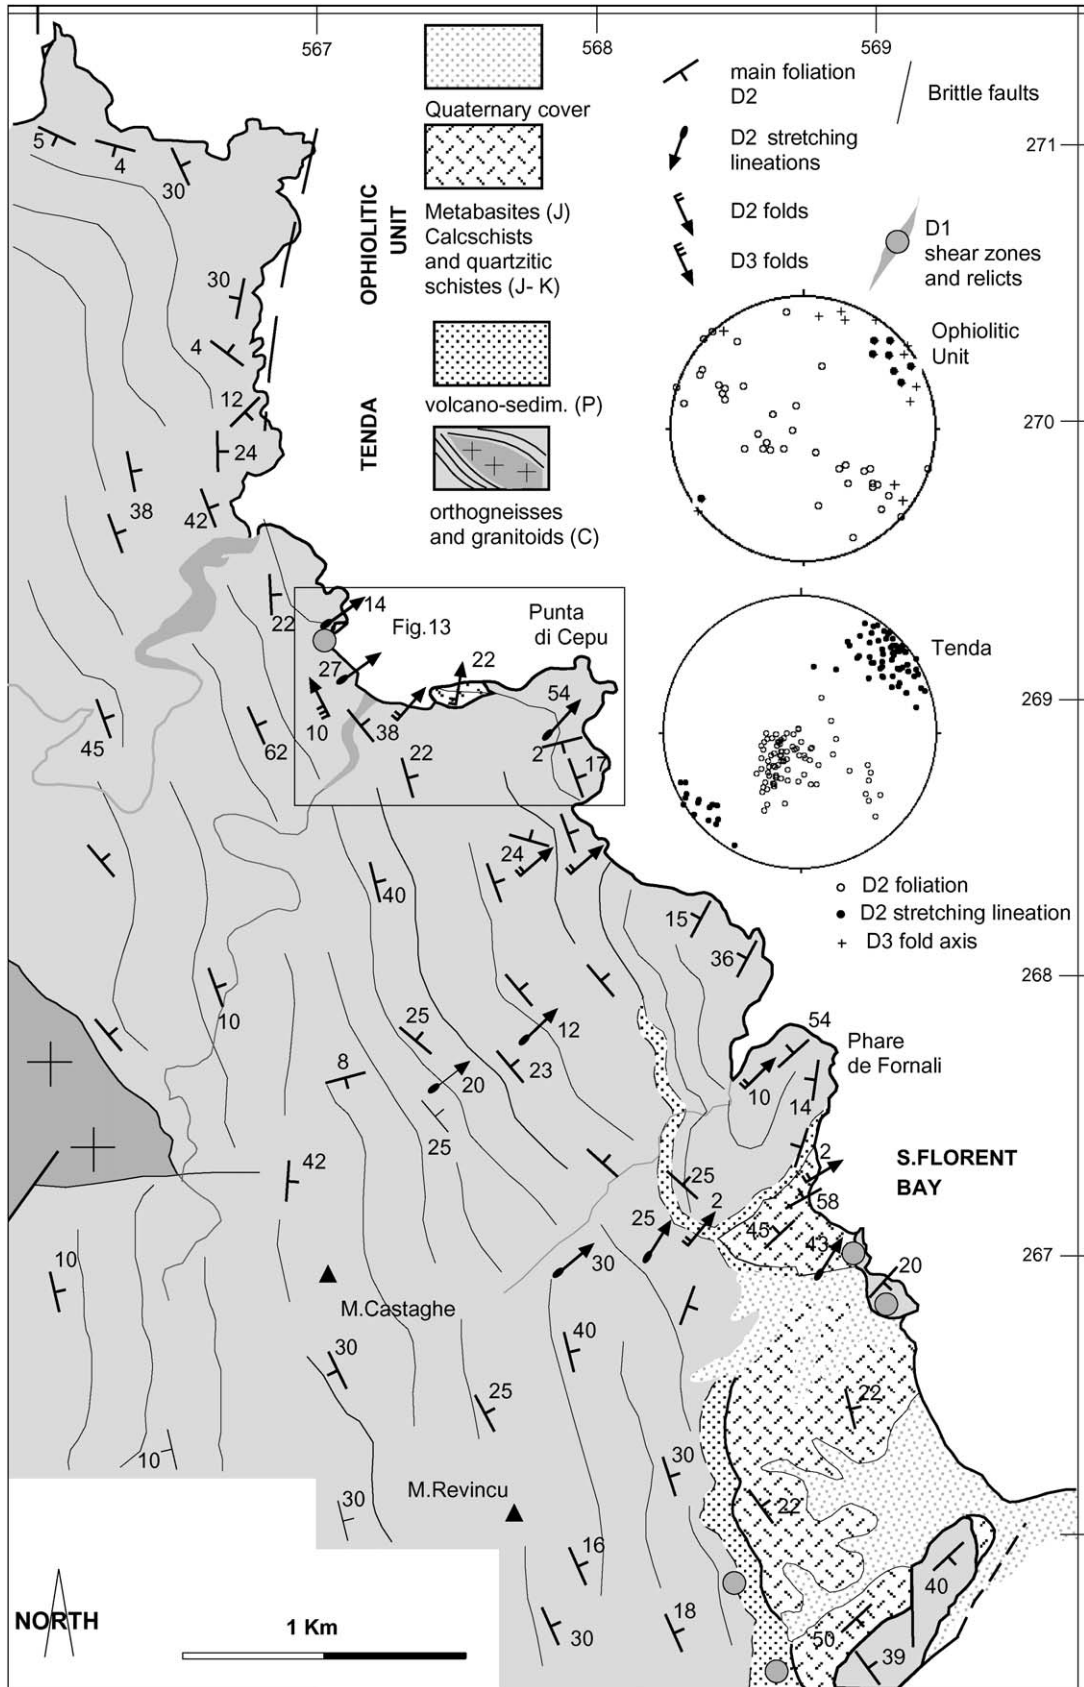 567
568
569
271
270
269
268
267
OPHIOLITIC
UNIT
Quaternary cover
Metabasites (J)
Calcschists
and quartzitic
schistes (J- K)
TENDA
volcano-sedim. (P)
orthogneisses
and granitoids (C)
main foliation
D2
D2 stretching
lineations
D2 folds
D3 folds
Brittle faults
D1
shear zones
and relicts
Ophiolitic
Unit
Tenda
D2 foliation
D2 stretching lineation
D3 fold axis
5
4
30
30
4
12
24
38
42
22
14
Fig.13
Punta
di Cepu
27
22
54
10
38
2
45
62
22
17
24
40
15
36
10
25
12
54
Phare
de Fornali
8
20
23
10
14
25
42
2
S.FLORENT
BAY
25
58
25
2
45
43
10
30
20
M.Castaghe
30
40
25
22
10
30
M.Revincu
30
22
16
40
18
30
50
39
NORTH
1 Km